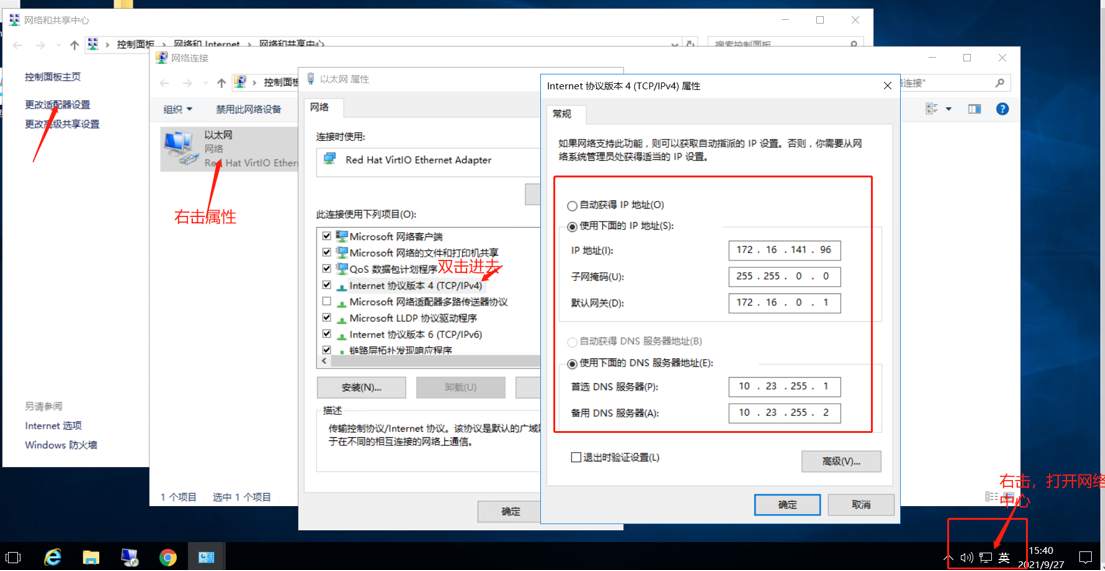 网络和共享中心
控制面板 > 网络和 Internet > 网络和共享中心
搜索控制面板
控制面板主页
更改适配器设置
更改高级共享设置
另请参阅
Internet 选项
Windows 防火墙
网络连接
控制面板
连接"
组织
禁用此网络设备
以太网
网络
Red Hat VirtIO Ethern
右击属性
1 个项目
选中 1 个项目
以太网 属性
网络
连接时使用:
Red Hat VirtIO Ethernet Adapter
此连接使用下列项目(O):
Microsoft 网络客户端
Microsoft 网络的文件和打印机共享
QoS 数据包计划程序
双击进去
Internet 协议版本 4 (TCP/IPv4)
Microsoft 网络适配器多路传送器协议
Microsoft LLDP 协议驱动程序
Internet 协议版本 6 (TCP/IPv6)
链路层拓扑发现响应程序
安装(N)...
卸载(U)
描述
传输控制协议/Internet 协议。该协议是默认的广域
于在不同的相互连接的网络上通信。
确定
Internet 协议版本 4 (TCP/IPv4) 属性
常规
如果网络支持此功能，则可以获取自动指派的 IP 设置。否则，你需要从网
络系统管理员处获得适当的 IP 设置。
自动获得 IP 地址(O)
使用下面的 IP 地址(S):
IP 地址(I):
172 . 16 . 141 . 96
子网掩码(U):
255 . 255 . 0 . 0
默认网关(D):
172 . 16 . 0 . 1
自动获得 DNS 服务器地址(B)
使用下面的 DNS 服务器地址(E):
首选 DNS 服务器(P):
10 . 23 . 255 . 1
备用 DNS 服务器(A):
10 . 23 . 255 . 2
退出时验证设置(L)
高级(V)...
确定
取消
右击，打开网络
中心
英
15:40
2021/9/27